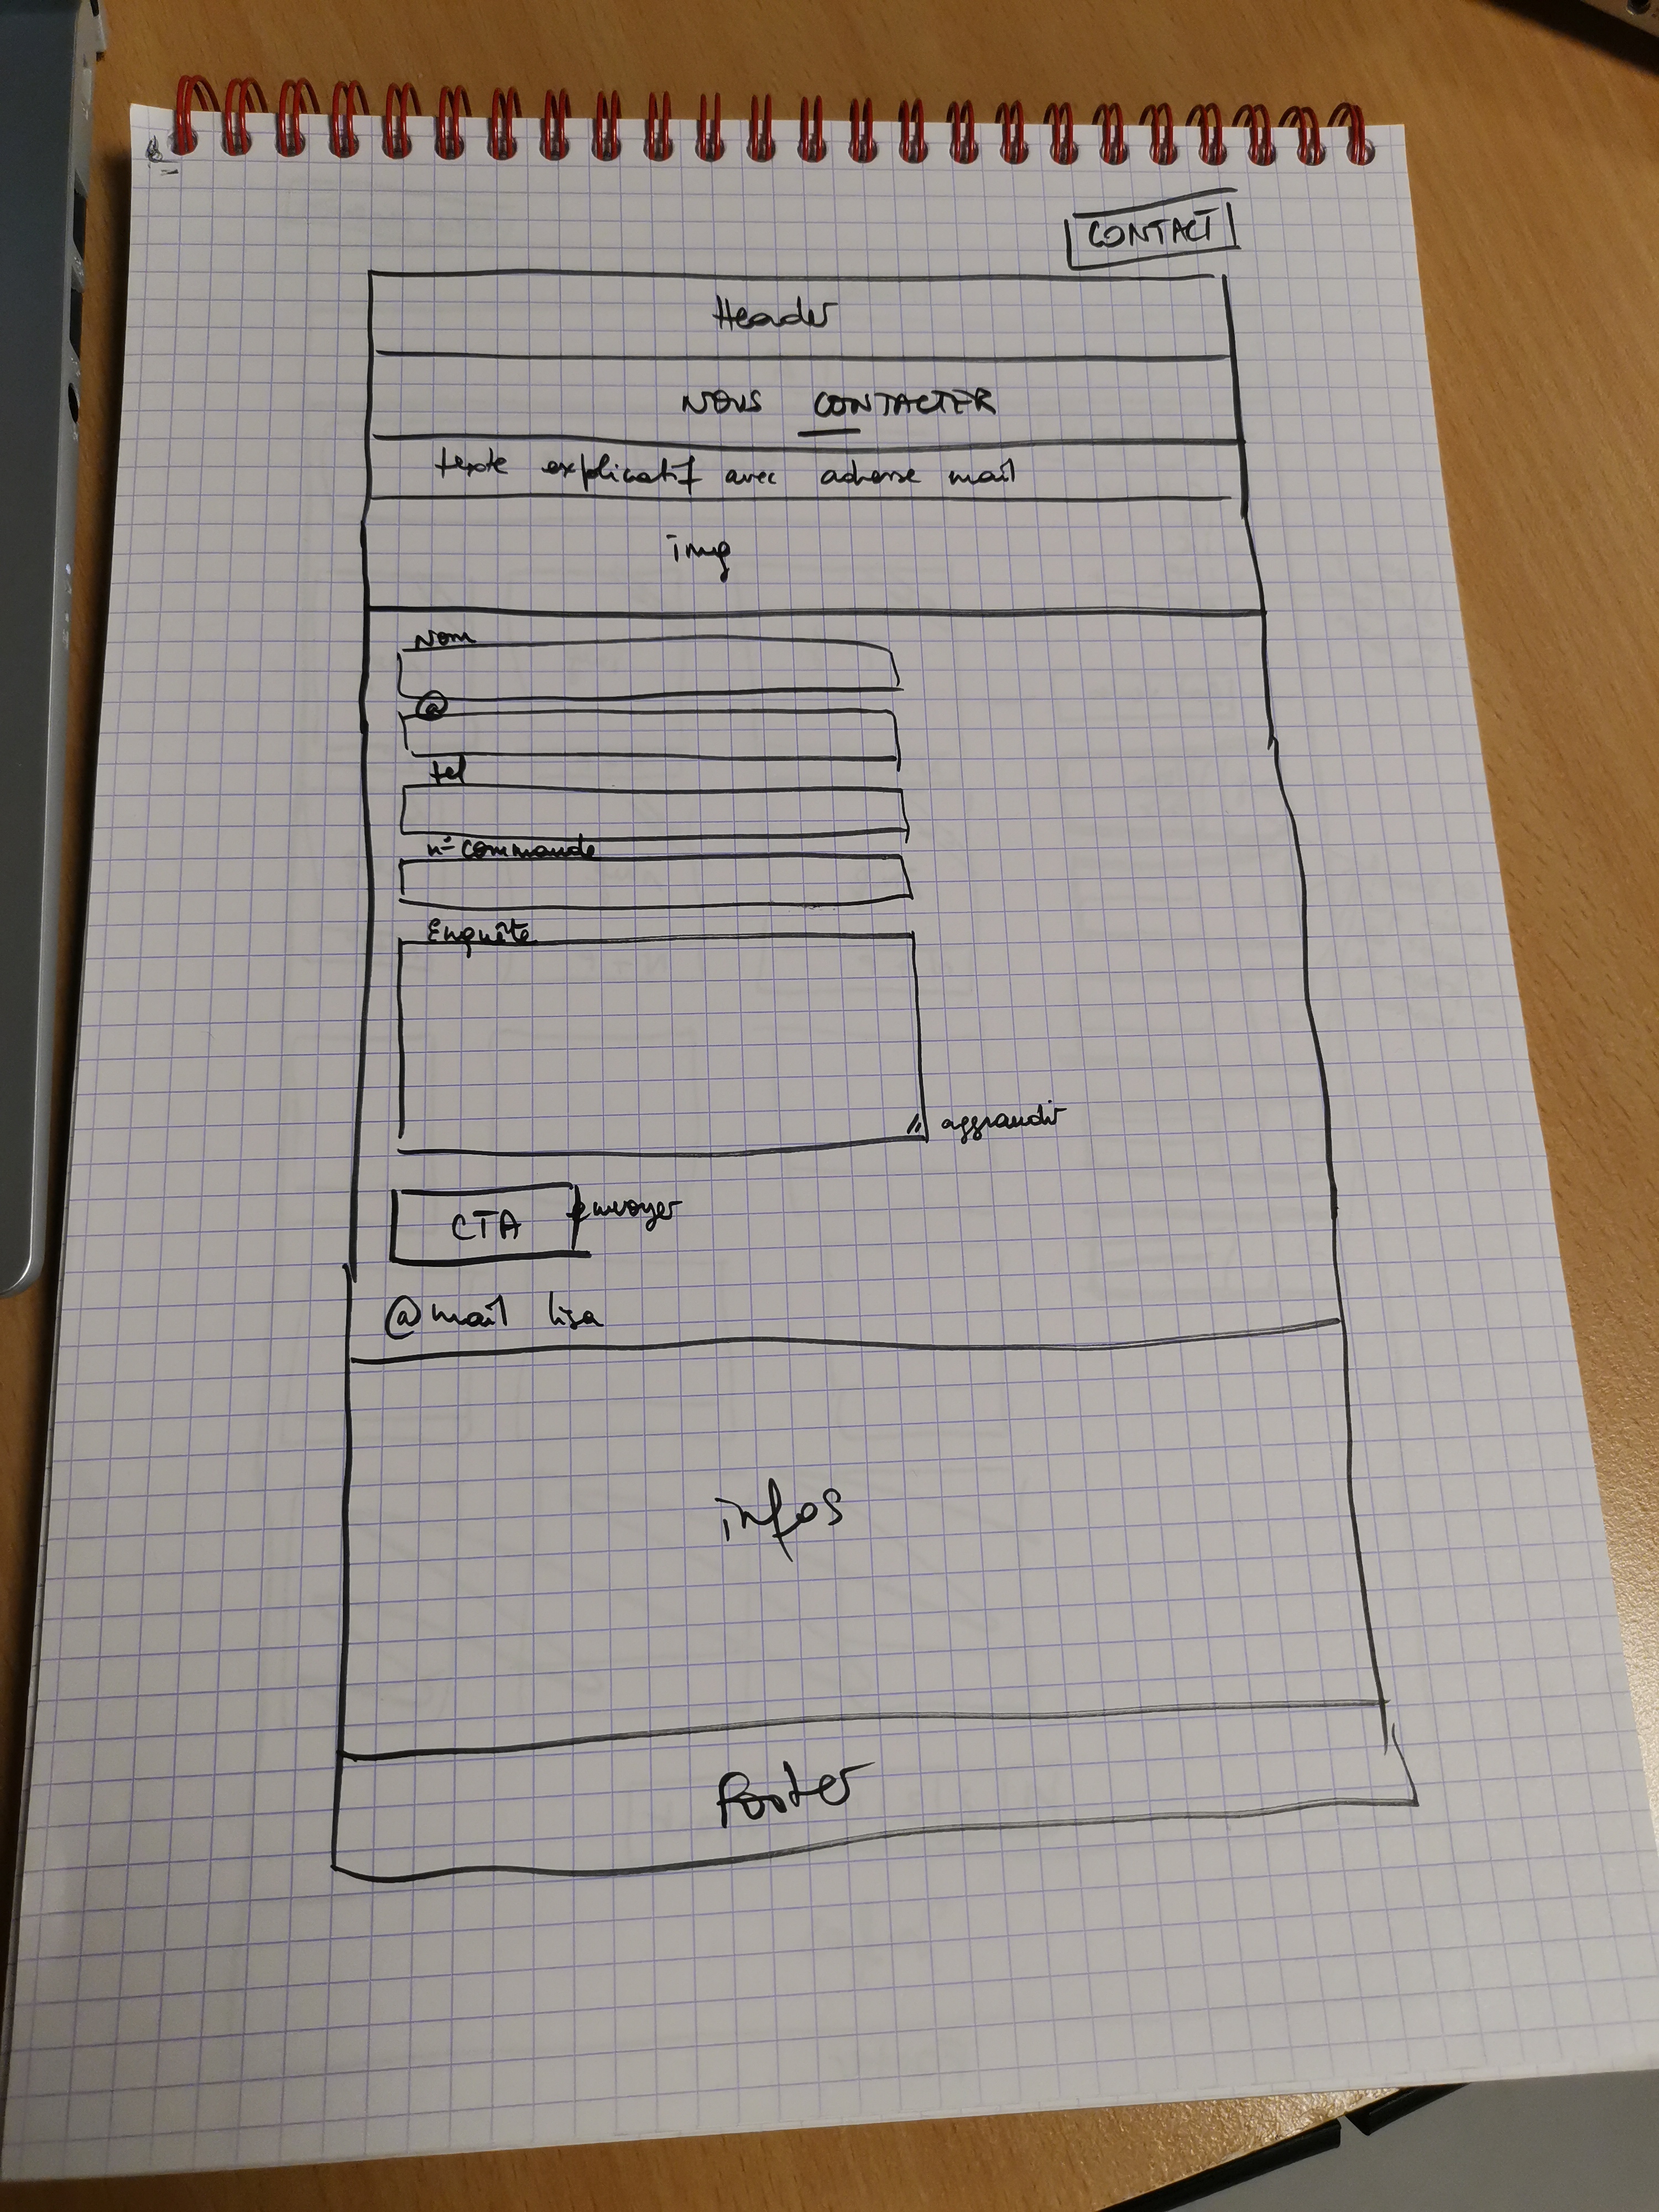 CONTACT
Header
NOUS CONTACTER
texte explicatif avec adresse mail
img
Nom
@
tel
n° commande
Enquête
aggrandir
CTA envoyer
@mail lisa
infos
Footer